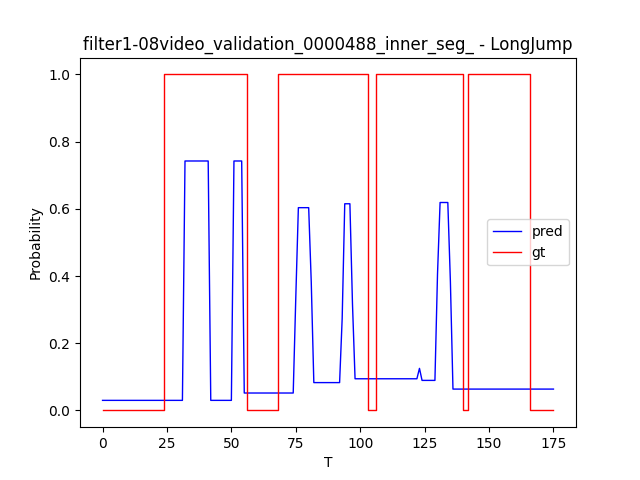 filter1-08video_validation_0000488_inner_seg_ - LongJump
1.0
0.8
0.6
0.4
0.2
0.0
Probability
pred
gt
0 25 50 75 100 125 150 175
T